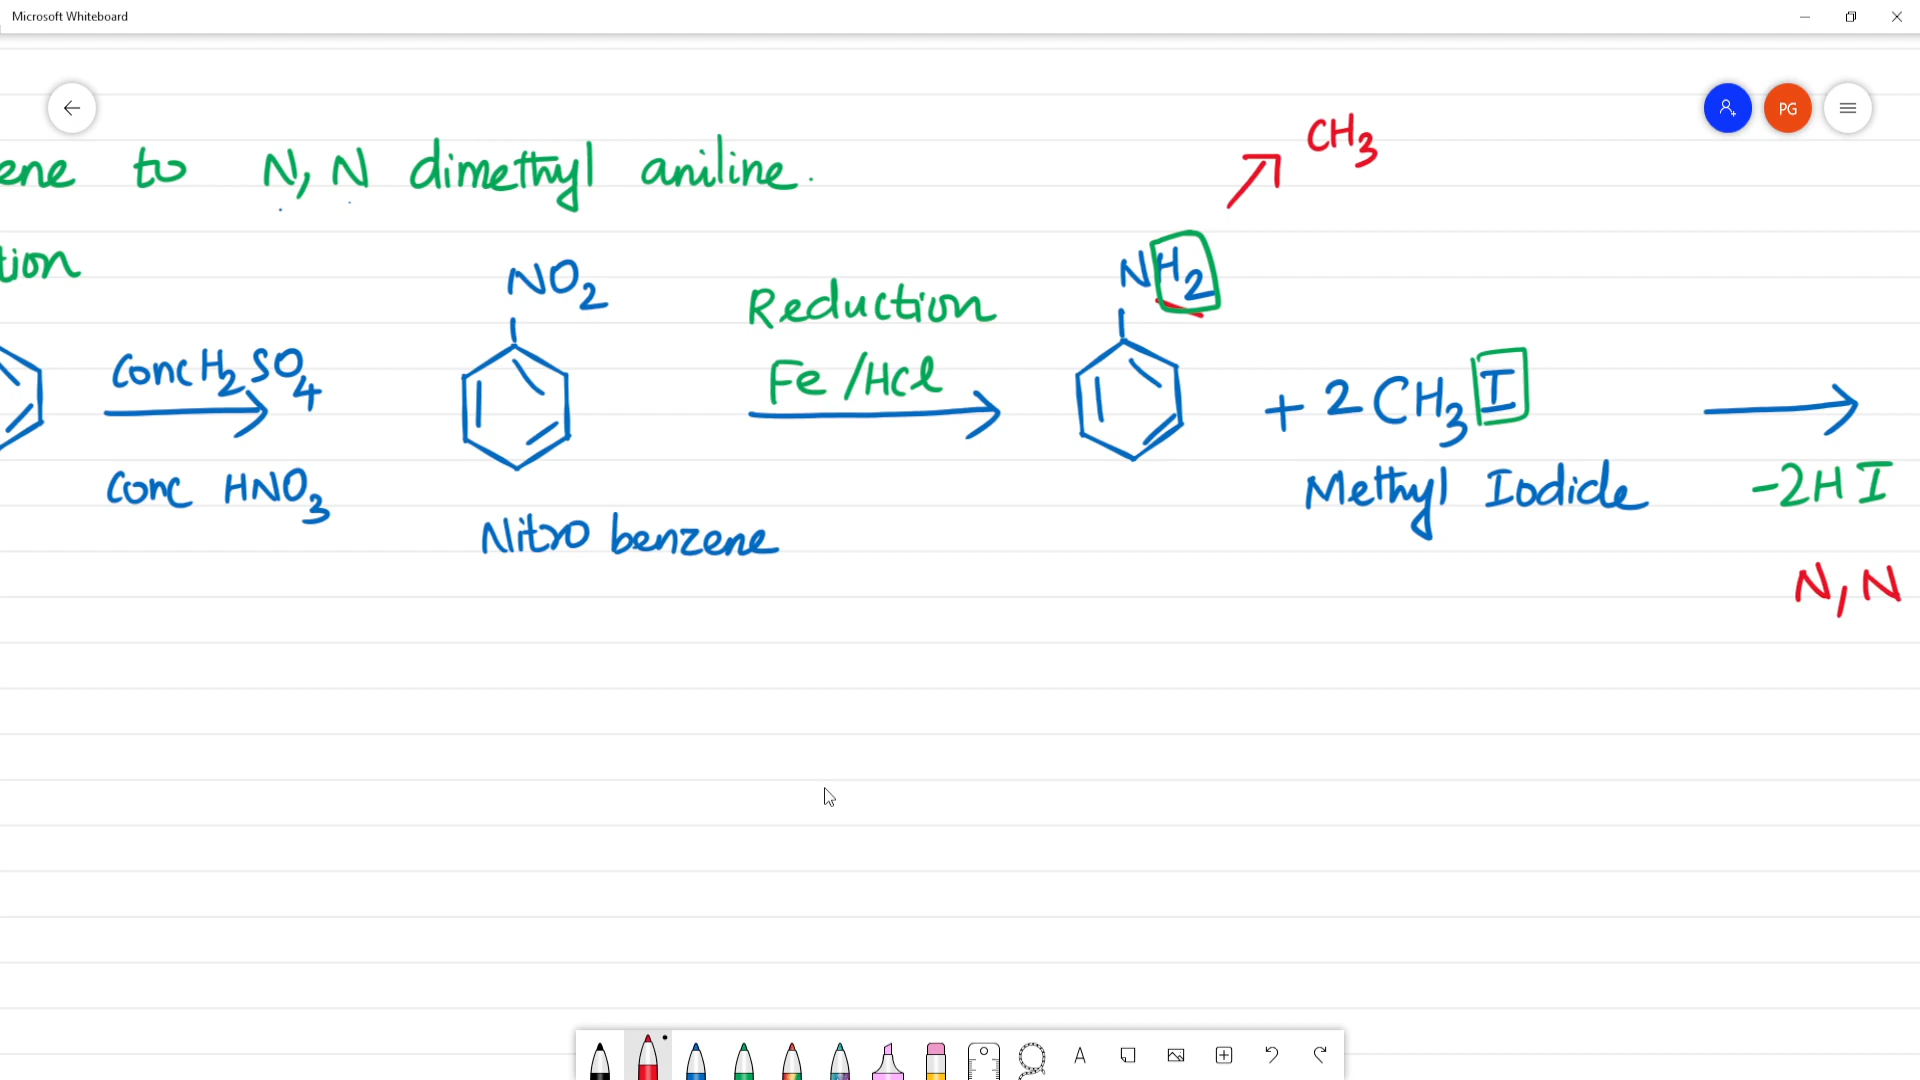 Microsoft Whiteboard
PG
CH3
ene to N, N dimethyl aniline.
tion
NO2
NH2
Reduction
Conc H2SO4
Fe/HCl
+ 2 CH3 I
Conc HNO3
Methyl Iodide
-2HI
Nitro benzene
N, N
A